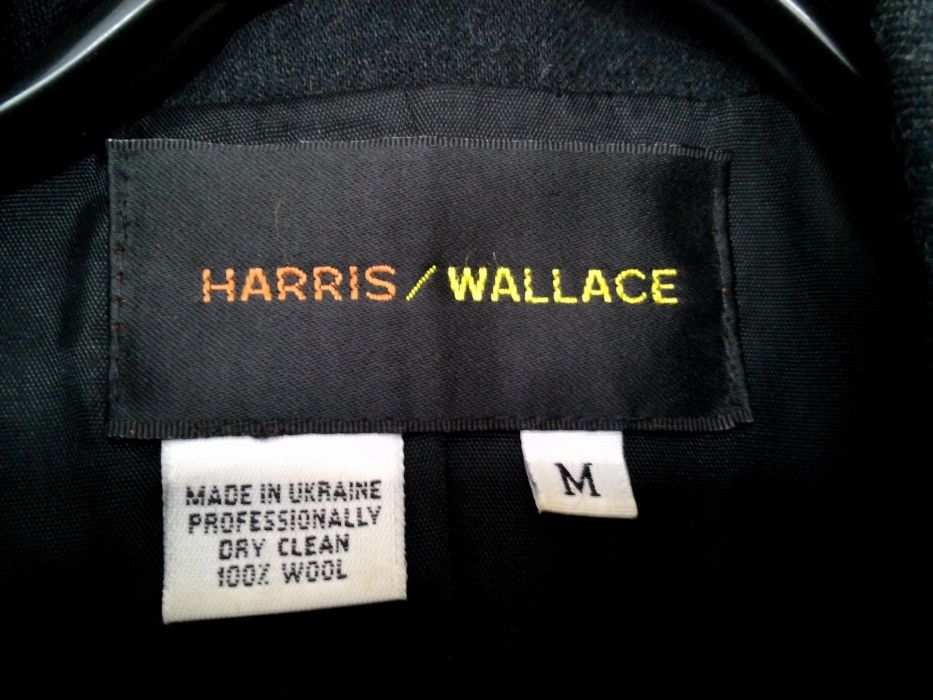 HARRIS/WALLACE
MADE IN UKRAINE
PROFESSIONALLY
DRY CLEAN
100% WOOL
M